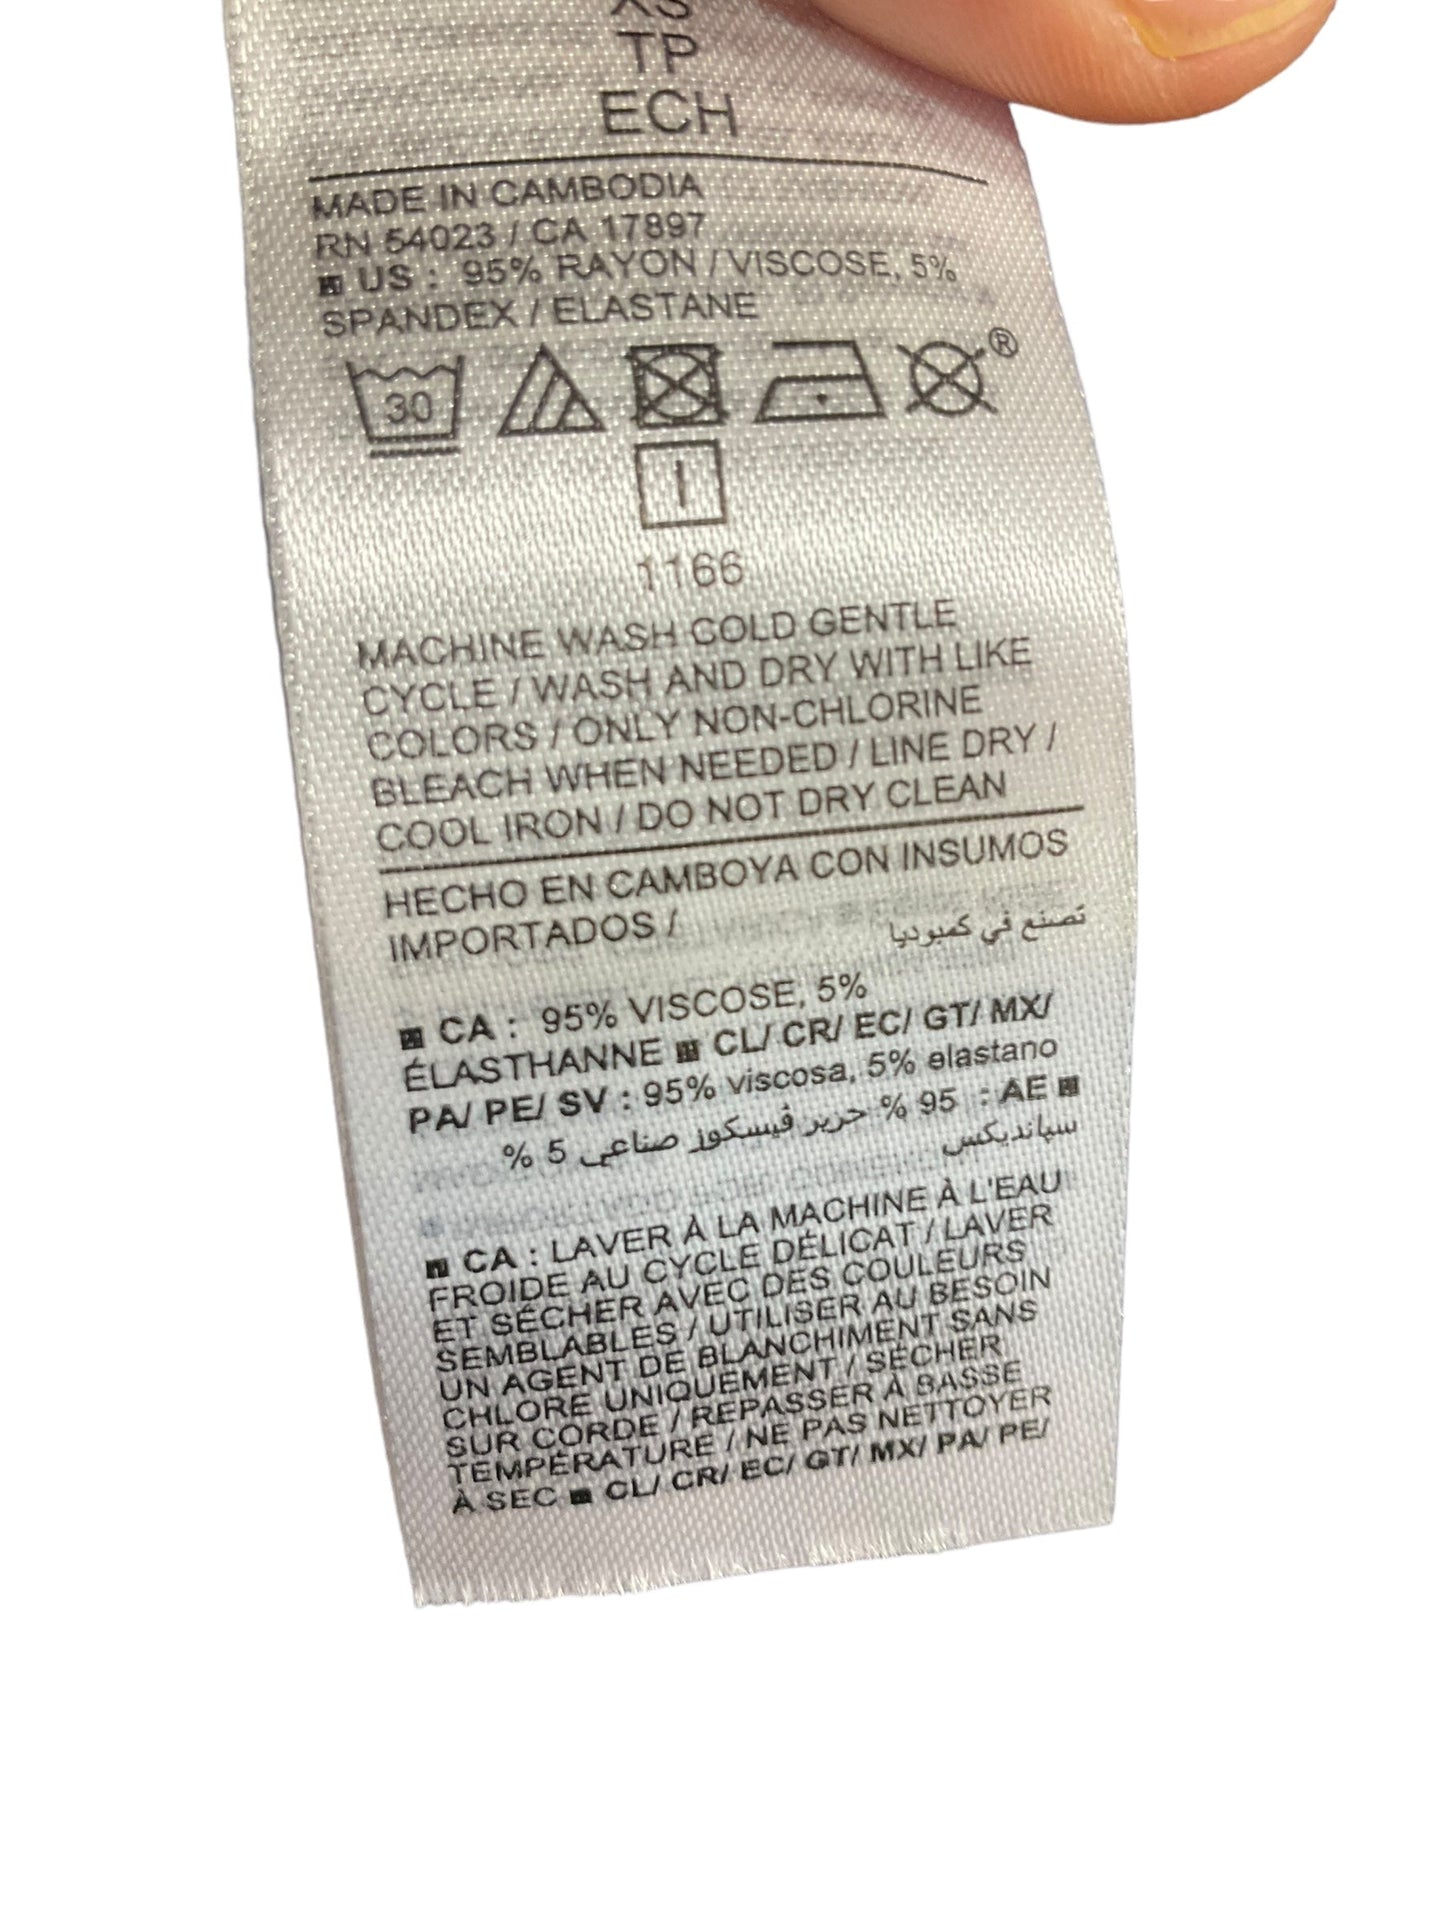 XS
TP
ECH
MADE IN CAMBODIA
RN 54023 / CA 17897
US : 95% RAYON / VISCOSE, 5%
SPANDEX / ELASTANE
30
®
1166
MACHINE WASH COLD GENTLE
CYCLE / WASH AND DRY WITH LIKE
COLORS / ONLY NON-CHLORINE
BLEACH WHEN NEEDED / LINE DRY /
COOL IRON / DO NOT DRY CLEAN
HECHO EN CAMBOYA CON INSUMOS
IMPORTADOS / تصنع في كمبوديا
CA : 95% VISCOSE, 5%
ÉLASTHANNE CL/ CR/ EC/ GT/ MX/
PA/ PE/ SV : 95% viscosa, 5% elastano
AE : 95 % حرير فيسكوز صناعي 5 %
سباندیكس
CA : LAVER À LA MACHINE À L'EAU
FROIDE AU CYCLE DÉLICAT / LAVER
ET SÉCHER AVEC DES COULEURS
SEMBLABLES / UTILISER AU BESOIN
UN AGENT DE BLANCHIMENT SANS
CHLORE UNIQUEMENT / SÉCHER
SUR CORDE / REPASSER À BASSE
TEMPÉRATURE / NE PAS NETTOYER
À SEC CL/ CR/ EC/ GT/ MX/ PA/ PE/